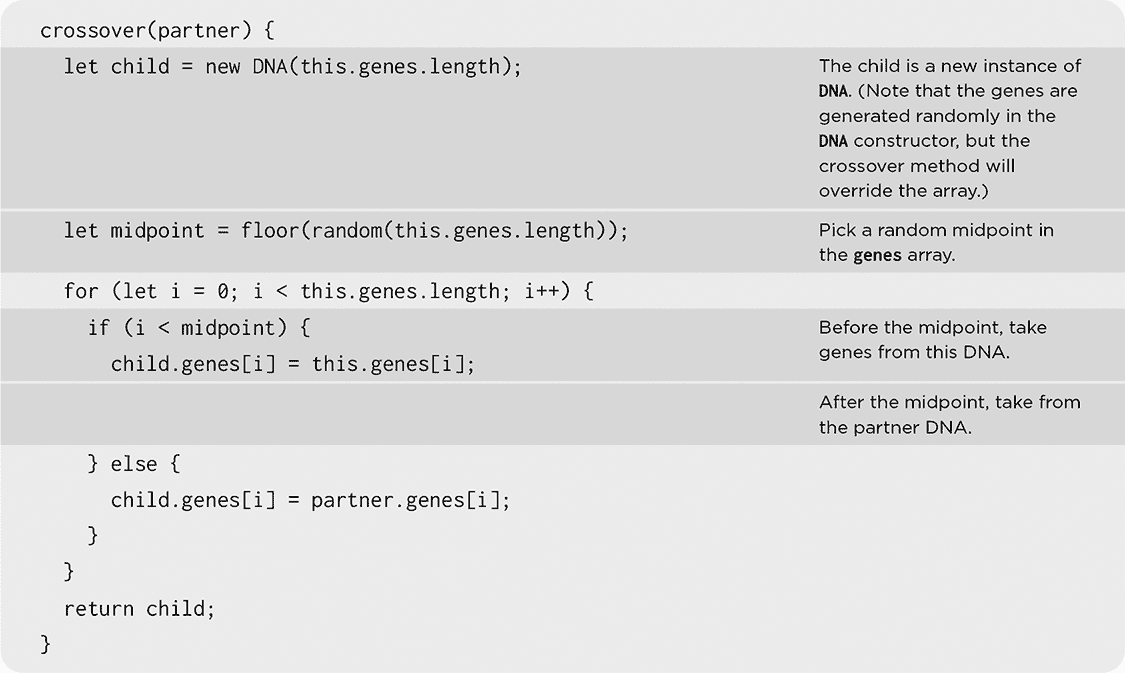 crossover(partner) {
let child = new DNA(this.genes.length);
The child is a new instance of
DNA. (Note that the genes are
generated randomly in the
DNA constructor, but the
crossover method will
override the array.)
let midpoint = floor(random(this.genes.length));
Pick a random midpoint in
the genes array.
for (let i = 0; i < this.genes.length; i++) {
if (i < midpoint) {
child.genes[i] = this.genes[i];
Before the midpoint, take
genes from this DNA.
After the midpoint, take from
the partner DNA.
} else {
child.genes[i] = partner.genes[i];
}
}
return child;
}